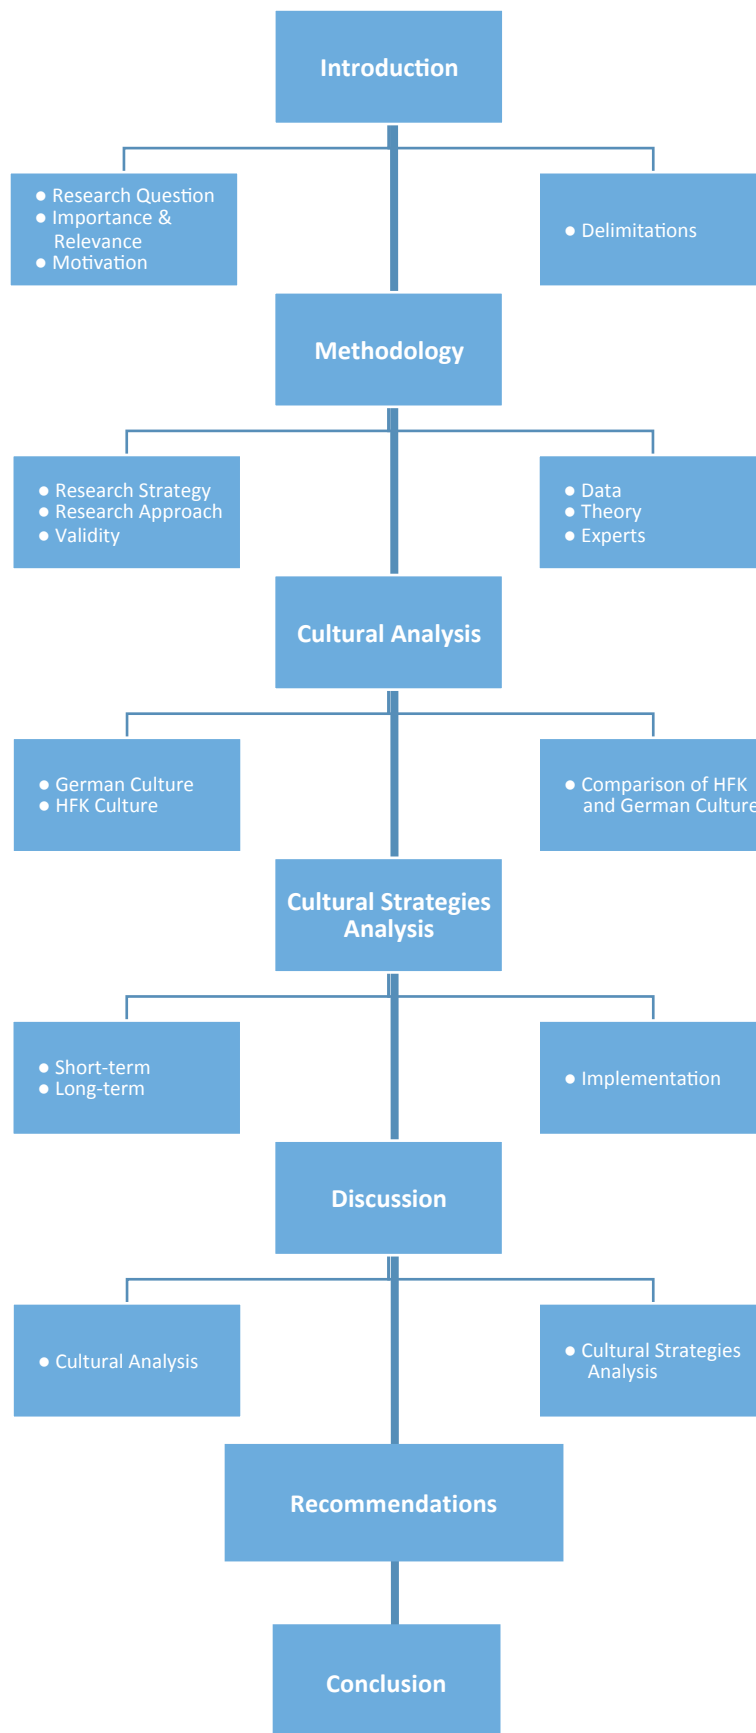 Introduction
● Research Question
● Importance &
Relevance
● Motivation
● Delimitations
Methodology
● Research Strategy
● Research Approach
● Validity
● Data
● Theory
● Experts
Cultural Analysis
● German Culture
● HFK Culture
● Comparison of HFK
and German Culture
Cultural Strategies
Analysis
● Short-term
● Long-term
● Implementation
Discussion
● Cultural Analysis
● Cultural Strategies
Analysis
Recommendations
Conclusion